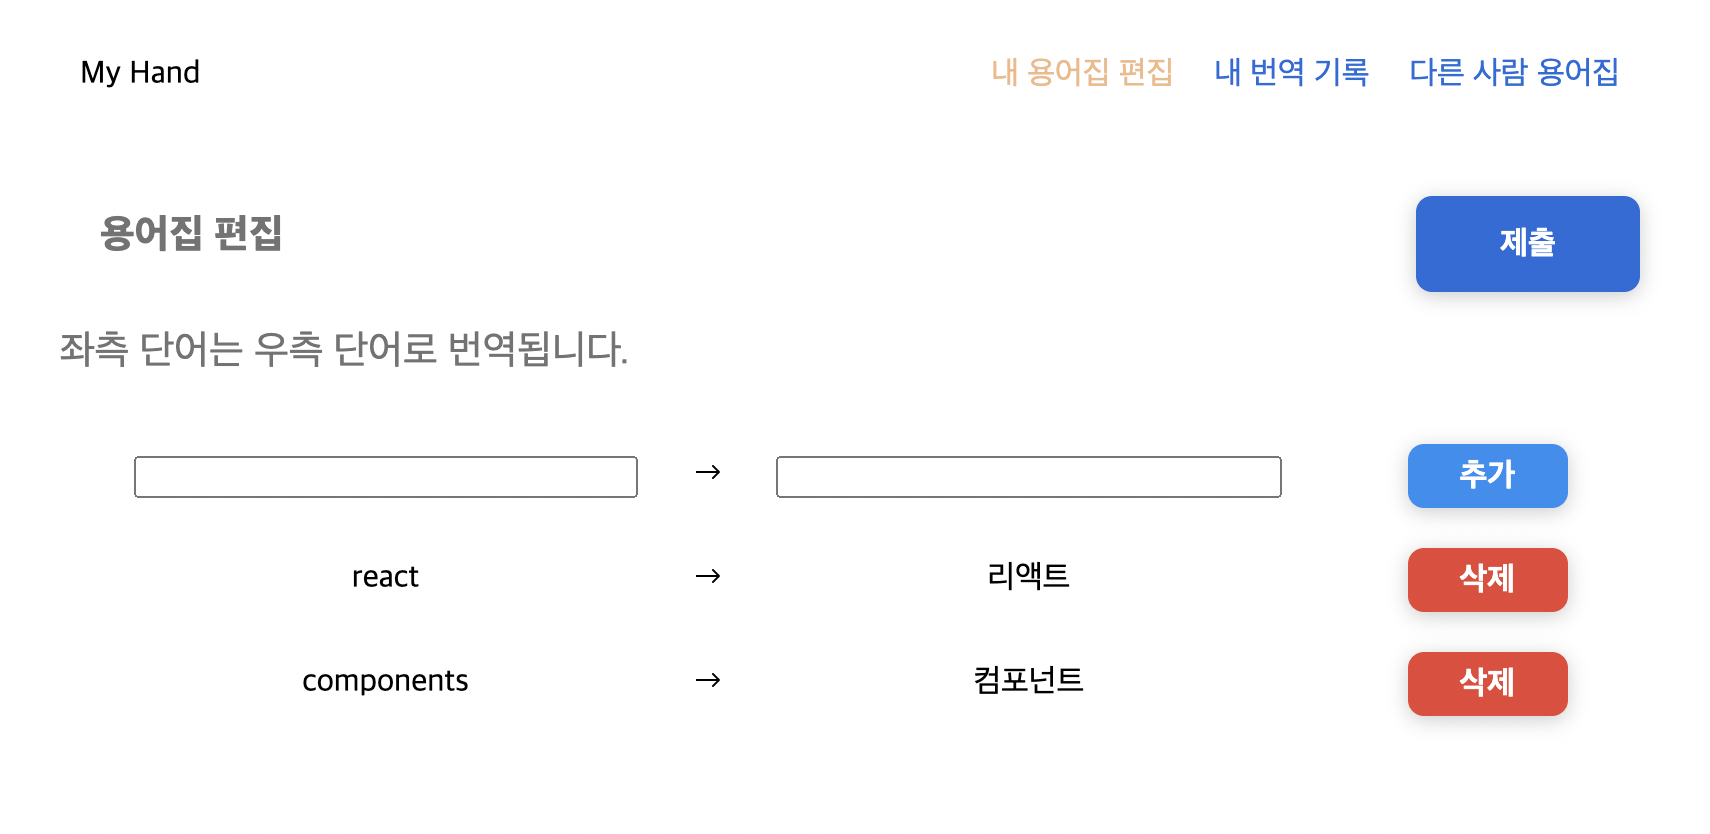 My Hand 내 용어집 편집 내 번역 기록 다른 사람 용어집
용어집 편집 제출
좌측 단어는 우측 단어로 번역됩니다.
→ 추가
react → 리액트 삭제
components → 컴포넌트 삭제